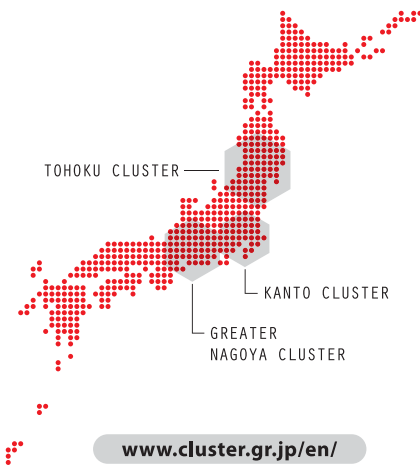 TOHOKU CLUSTER
KANTO CLUSTER
GREATER
NAGOYA CLUSTER
www.cluster.gr.jp/en/